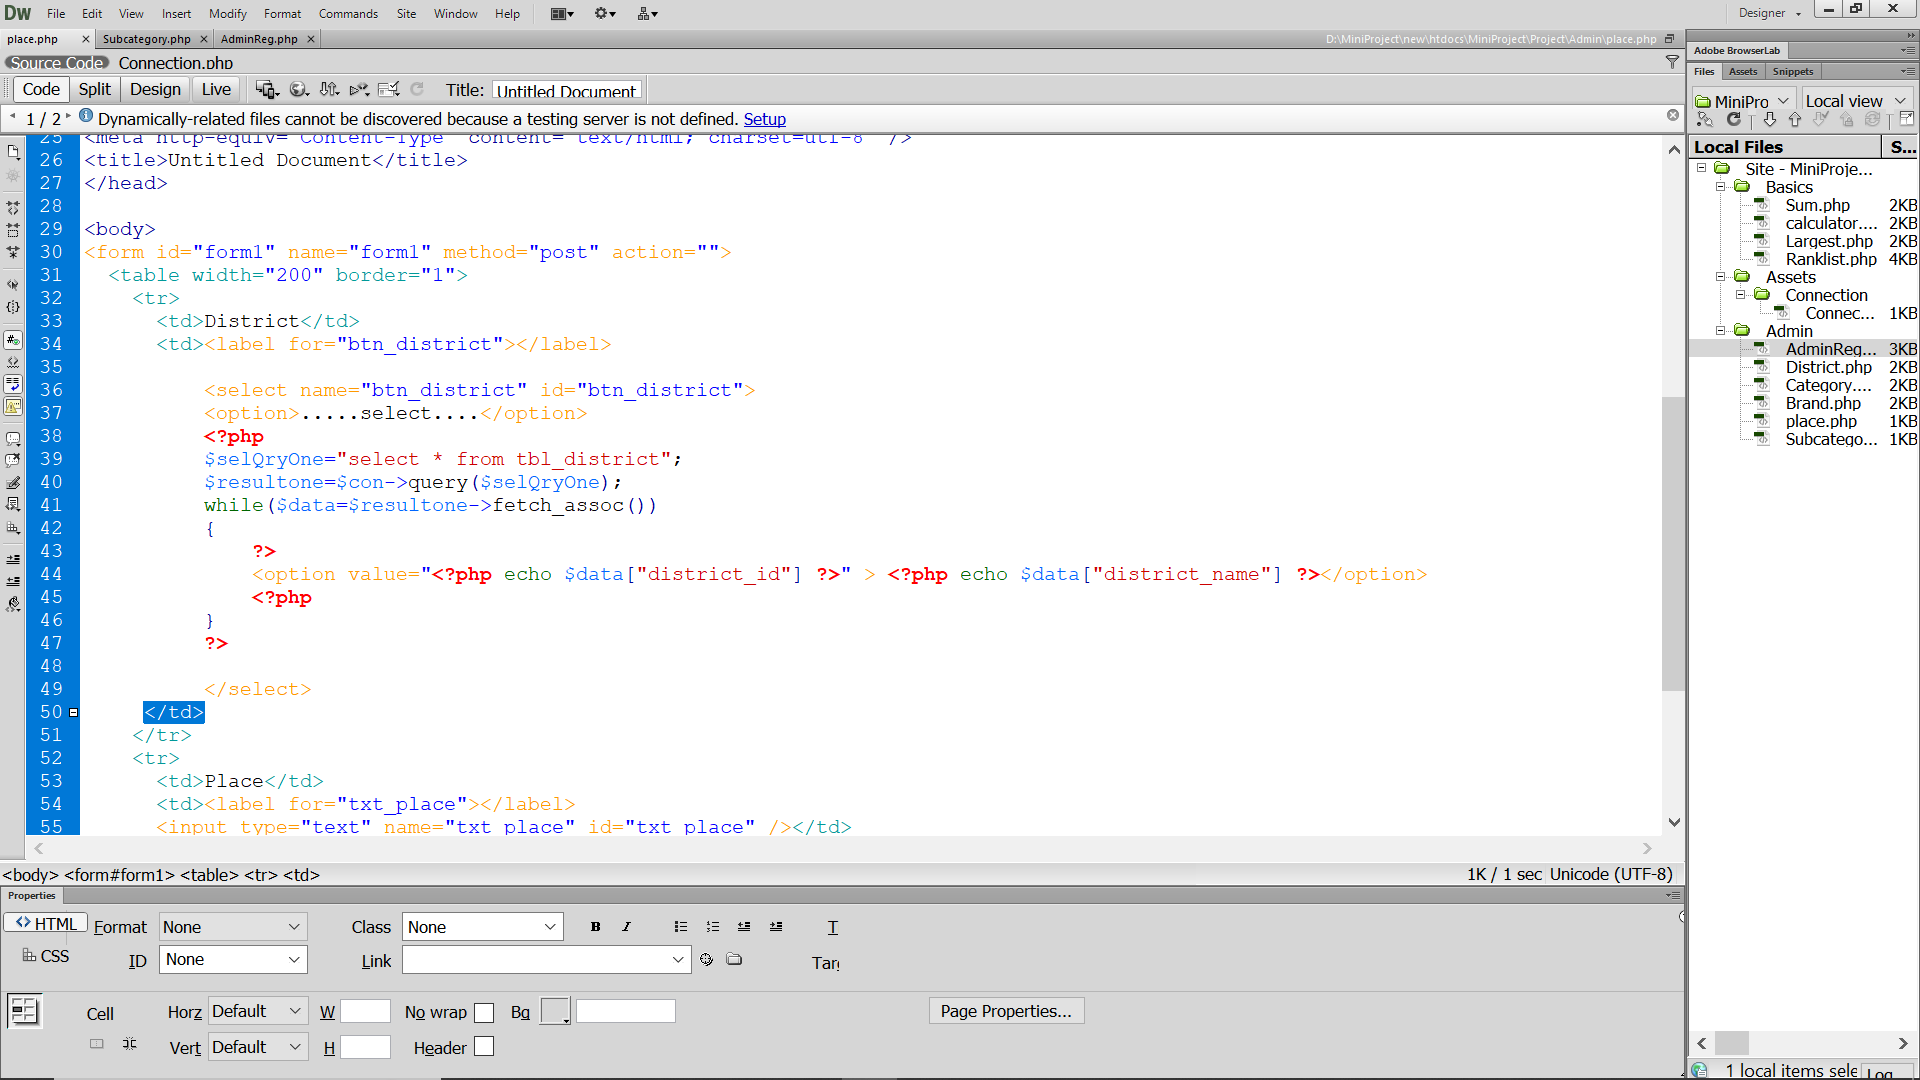 Dw File Edit View Insert Modify Format Commands Site Window Help Designer
place.php Subcategory.php AdminReg.php D:\MiniProject\new\htdocs\MiniProject\Project\Admin\place.php
Source Code Connection.php
Code Split Design Live Title: Untitled Document
1 / 2 Dynamically-related files cannot be discovered because a testing server is not defined. Setup
25 <meta http-equiv="Content-Type" content="text/html; charset=utf-8" />
26 <title>Untitled Document</title>
27 </head>
28
29 <body>
30 <form id="form1" name="form1" method="post" action="">
31 <table width="200" border="1">
32 <tr>
33 <td>District</td>
34 <td><label for="btn_district"></label>
35
36 <select name="btn_district" id="btn_district">
37 <option>.....select....</option>
38 <?php
39 $selQryOne="select * from tbl_district";
40 $resultone=$con->query($selQryOne);
41 while($data=$resultone->fetch_assoc())
42 {
43 ?>
44 <option value="<?php echo $data["district_id"] ?>" > <?php echo $data["district_name"] ?></option>
45 <?php
46 }
47 ?>
48
49 </select>
50 </td>
51 </tr>
52 <tr>
53 <td>Place</td>
54 <td><label for="txt_place"></label>
55 <input type="text" name="txt_place" id="txt_place" /></td>
<body> <form#form1> <table> <tr> <td> 1K / 1 sec Unicode (UTF-8)
Properties
<> HTML Format None Class None B I T
CSS ID None Link Tar
Cell Horz Default W No wrap Bg Page Properties...
Vert Default H Header
Adobe BrowserLab
Files Assets Snippets
MiniPro Local view
Local Files S...
Site - MiniProje...
Basics
Sum.php 2KB
calculator.... 2KB
Largest.php 2KB
Ranklist.php 4KB
Assets
Connection
Connec... 1KB
Admin
AdminReg... 3KB
District.php 2KB
Category.... 2KB
Brand.php 2KB
place.php 1KB
Subcatego... 1KB
1 local items sele Log